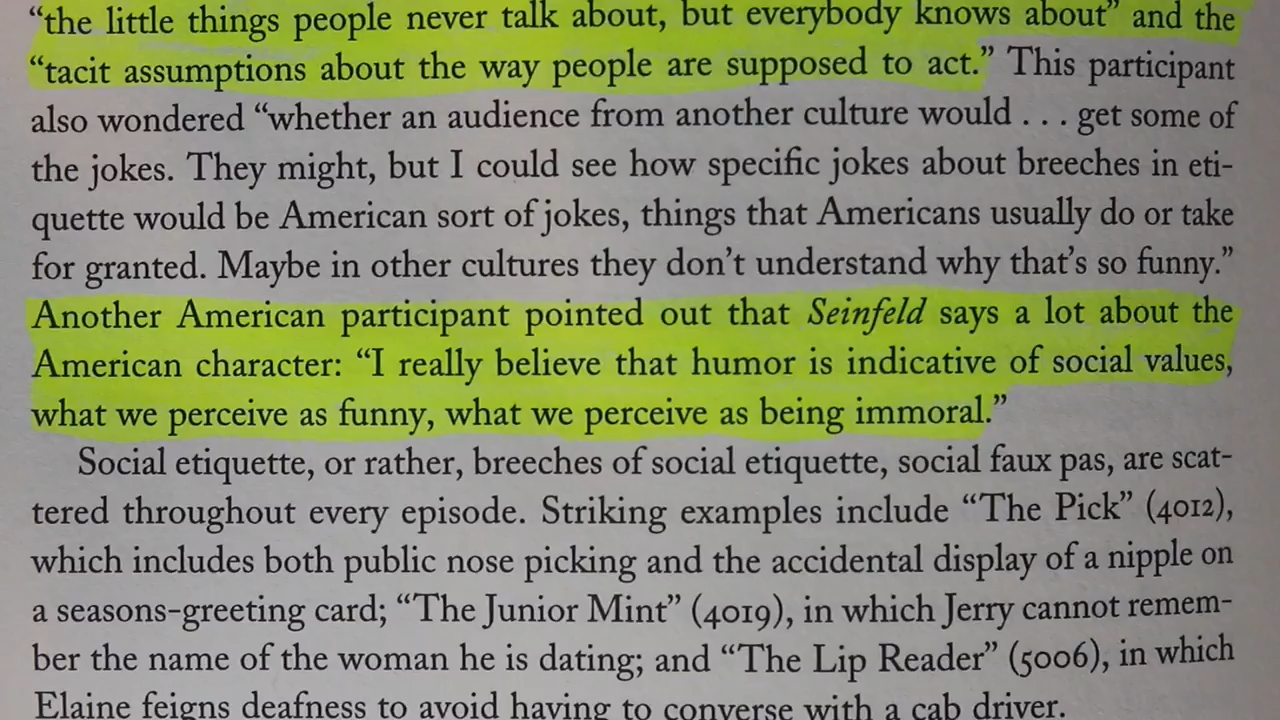 “the little things people never talk about, but everybody knows about” and the
“tacit assumptions about the way people are supposed to act.” This participant
also wondered “whether an audience from another culture would . . . get some of
the jokes. They might, but I could see how specific jokes about breeches in eti-
quette would be American sort of jokes, things that Americans usually do or take
for granted. Maybe in other cultures they don’t understand why that’s so funny.”
Another American participant pointed out that Seinfeld says a lot about the
American character: “I really believe that humor is indicative of social values,
what we perceive as funny, what we perceive as being immoral.”
Social etiquette, or rather, breeches of social etiquette, social faux pas, are scat-
tered throughout every episode. Striking examples include “The Pick” (4012),
which includes both public nose picking and the accidental display of a nipple on
a seasons-greeting card; “The Junior Mint” (4019), in which Jerry cannot remem-
ber the name of the woman he is dating; and “The Lip Reader” (5006), in which
Elaine feigns deafness to avoid having to converse with a cab driver.